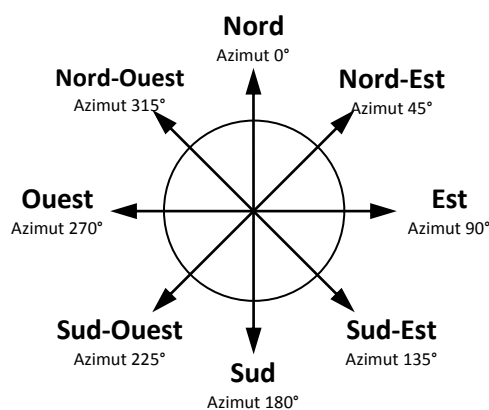 Nord
Azimut 0°
Nord-Ouest
Azimut 315°
Nord-Est
Azimut 45°
Ouest
Azimut 270°
Est
Azimut 90°
Sud-Ouest
Azimut 225°
Sud-Est
Azimut 135°
Sud
Azimut 180°